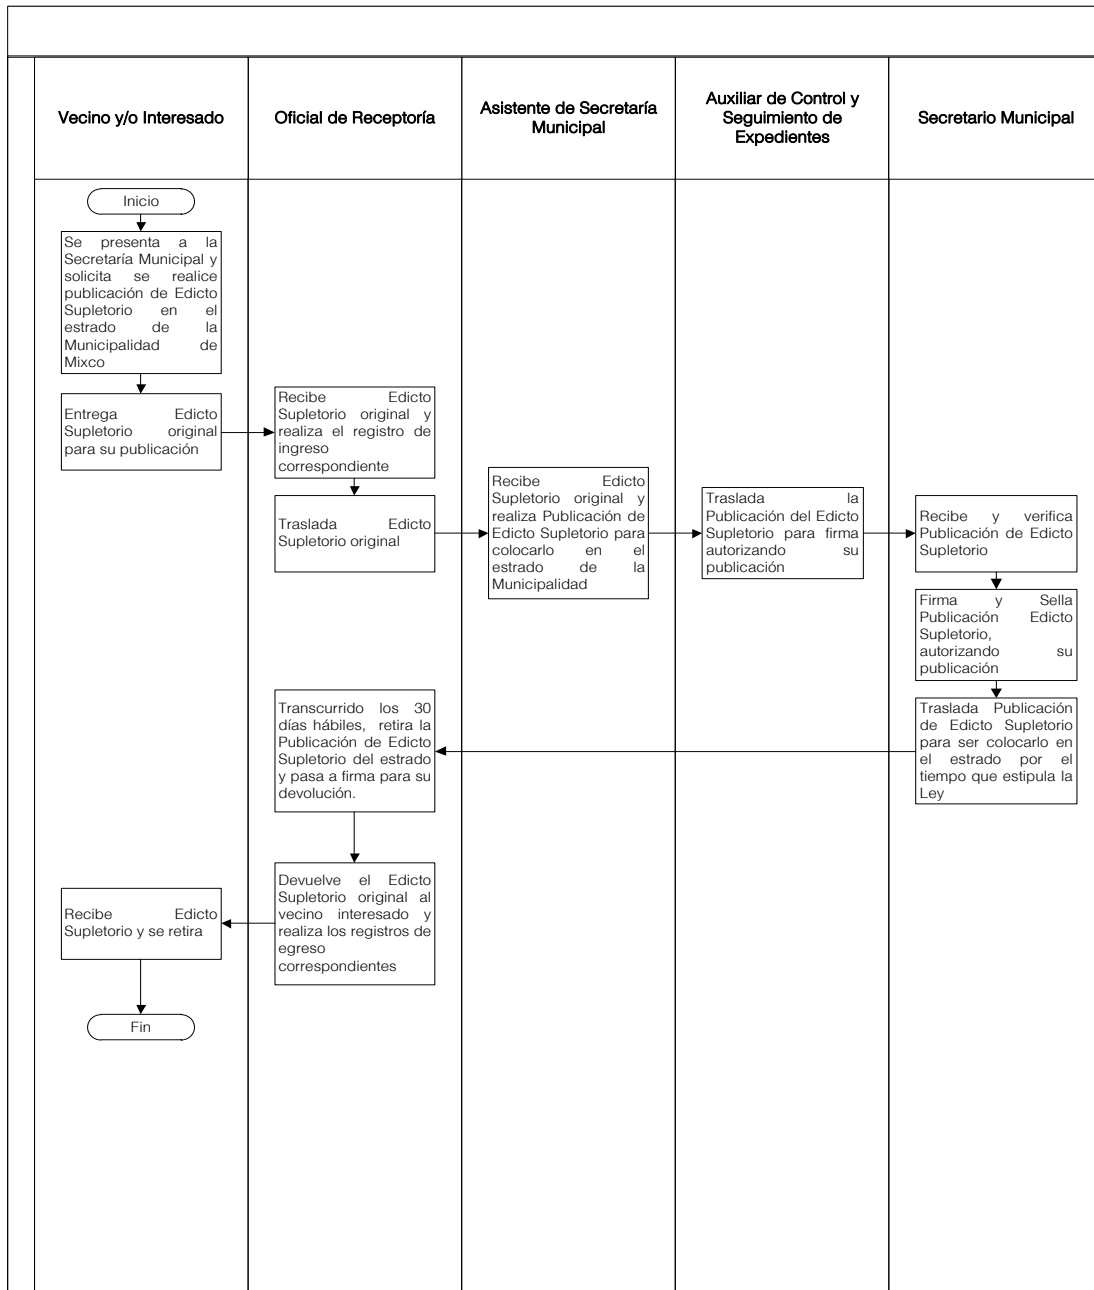 Vecino y/o Interesado
Oficial de Receptoría
Asistente de Secretaría
Municipal
Auxiliar de Control y
Seguimiento de
Expedientes
Secretario Municipal
Inicio
Se presenta a la
Secretaría Municipal y
solicita se realice
publicación de Edicto
Supletorio en el
estrado de la
Municipalidad de
Mixco
Entrega Edicto
Supletorio original
para su publicación
Recibe Edicto
Supletorio original y
realiza el registro de
ingreso
correspondiente
Traslada Edicto
Supletorio original
Recibe Edicto
Supletorio original y
realiza Publicación de
Edicto Supletorio para
colocarlo en el
estrado de la
Municipalidad
Traslada la
Publicación del Edicto
Supletorio para firma
autorizando su
publicación
Recibe y verifica
Publicación de Edicto
Supletorio
Firma y Sella
Publicación Edicto
Supletorio,
autorizando su
publicación
Traslada Publicación
de Edicto Supletorio
para ser colocarlo en
el estrado por el
tiempo que estipula la
Ley
Transcurrido los 30
días hábiles, retira la
Publicación de Edicto
Supletorio del estrado
y pasa a firma para su
devolución.
Devuelve el Edicto
Supletorio original al
vecino interesado y
realiza los registros de
egreso
correspondientes
Recibe Edicto
Supletorio y se retira
Fin